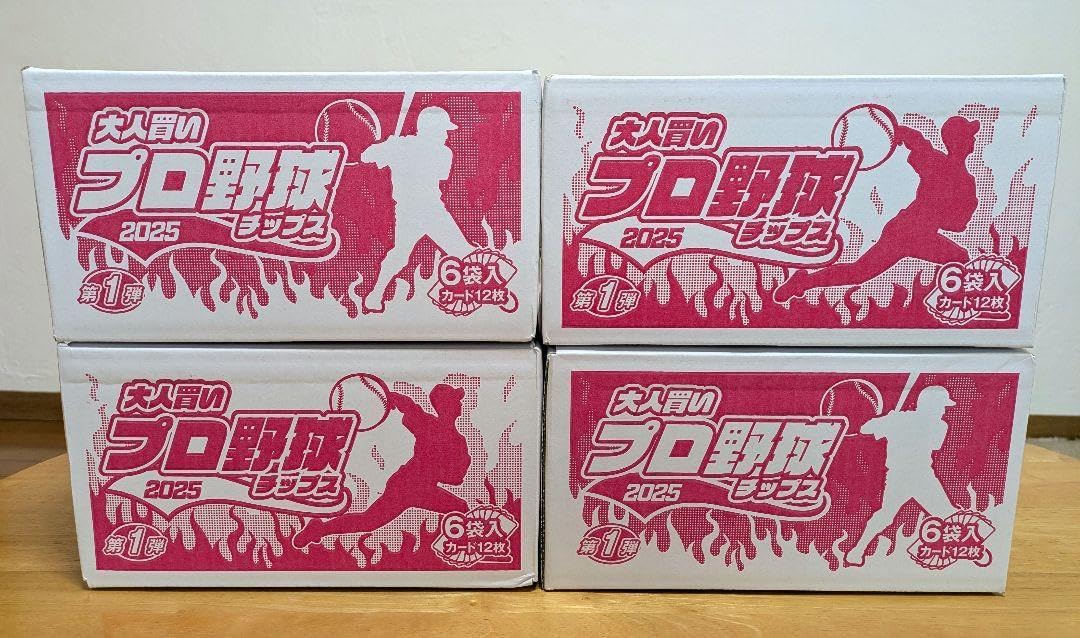 大人買い
プロ野球
チップス
2025
第1弾
6袋入
カード12枚
大人買い
プロ野球
チップス
2025
第1弾
6袋入
カード12枚
大人買い
プロ野球
チップス
2025
第1弾
6袋入
カード12枚
大人買い
プロ野球
チップス
2025
第1弾
6袋入
カード12枚